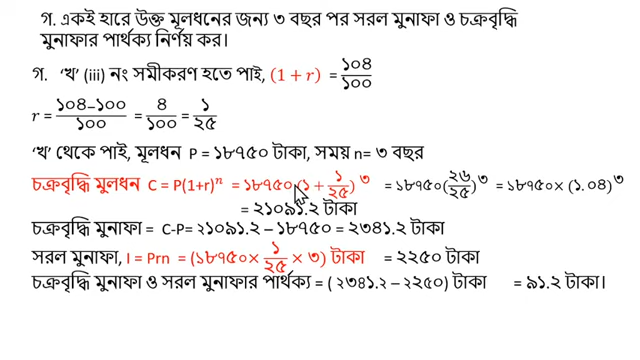 গ. একই হারে উক্ত মূলধনের জন্য ৩ বছর পর সরল মুনাফা ও চক্রবৃদ্ধি
মুনাফার পার্থক্য নির্ণয় কর।
গ. ‘খ’ (iii) নং সমীকরণ হতে পাই, (1 + r) = ১০৪/১০০
r = ১০৪−১০০/১০০ = ৪/১০০ = ১/২৫
‘খ’ থেকে পাই, মূলধন P = ১৮৭৫০ টাকা, সময় n= ৩ বছর
চক্রবৃদ্ধি মূলধন C = P(1+r)ⁿ = ১৮৭৫০ (১ + ১/২৫)^৩ = ১৮৭৫০(২৬/২৫)^৩ = ১৮৭৫০× (১.০৪)^৩
= ২১০৯১.২ টাকা
চক্রবৃদ্ধি মুনাফা= C-P= ২১০৯১.২ − ১৮৭৫০ = ২৩৪১.২ টাকা
সরল মুনাফা, I = Prn = (১৮৭৫০× ১/২৫ × ৩) টাকা = ২২৫০ টাকা
চক্রবৃদ্ধি মুনাফা ও সরল মুনাফার পার্থক্য = ( ২৩৪১.২ – ২২৫০) টাকা = ৯১.২ টাকা।